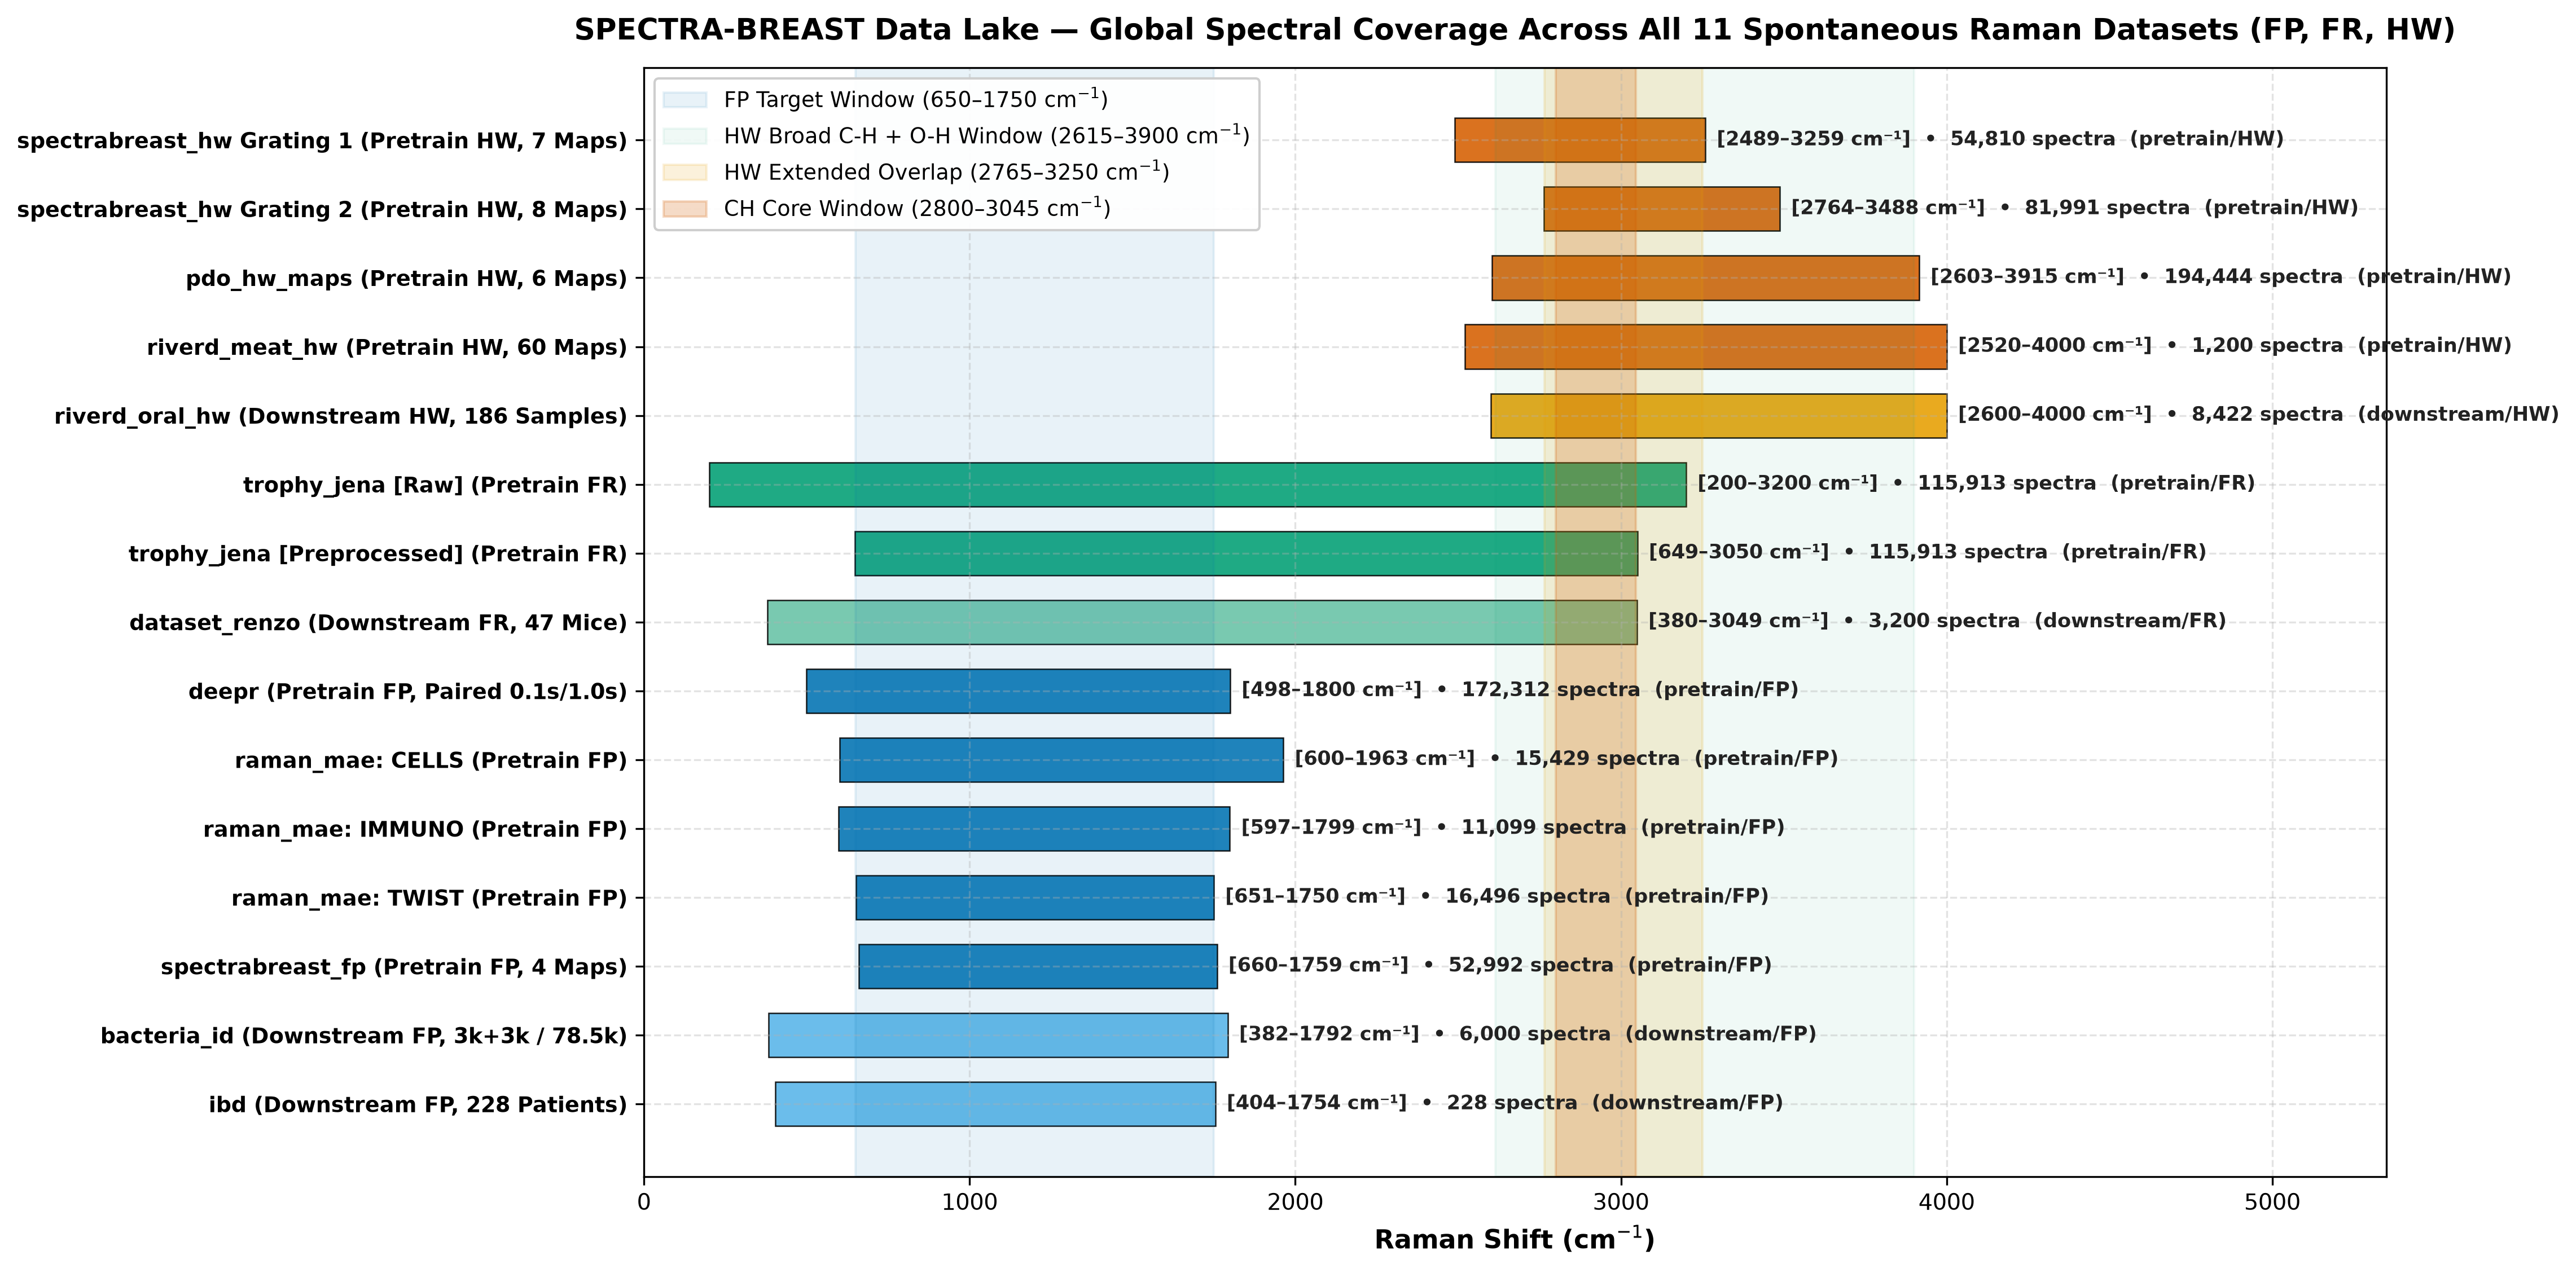 SPECTRA-BREAST Data Lake — Global Spectral Coverage Across All 11 Spontaneous Raman Datasets (FP, FR, HW)
FP Target Window (650–1750 cm⁻¹)
HW Broad C-H + O-H Window (2615–3900 cm⁻¹)
HW Extended Overlap (2765–3250 cm⁻¹)
CH Core Window (2800–3045 cm⁻¹)
spectrabreast_hw Grating 1 (Pretrain HW, 7 Maps) [2489–3259 cm⁻¹] • 54,810 spectra (pretrain/HW)
spectrabreast_hw Grating 2 (Pretrain HW, 8 Maps) [2764–3488 cm⁻¹] • 81,991 spectra (pretrain/HW)
pdo_hw_maps (Pretrain HW, 6 Maps) [2603–3915 cm⁻¹] • 194,444 spectra (pretrain/HW)
riverd_meat_hw (Pretrain HW, 60 Maps) [2520–4000 cm⁻¹] • 1,200 spectra (pretrain/HW)
riverd_oral_hw (Downstream HW, 186 Samples) [2600–4000 cm⁻¹] • 8,422 spectra (downstream/HW)
trophy_jena [Raw] (Pretrain FR) [200–3200 cm⁻¹] • 115,913 spectra (pretrain/FR)
trophy_jena [Preprocessed] (Pretrain FR) [649–3050 cm⁻¹] • 115,913 spectra (pretrain/FR)
dataset_renzo (Downstream FR, 47 Mice) [380–3049 cm⁻¹] • 3,200 spectra (downstream/FR)
deepr (Pretrain FP, Paired 0.1s/1.0s) [498–1800 cm⁻¹] • 172,312 spectra (pretrain/FP)
raman_mae: CELLS (Pretrain FP) [600–1963 cm⁻¹] • 15,429 spectra (pretrain/FP)
raman_mae: IMMUNO (Pretrain FP) [597–1799 cm⁻¹] • 11,099 spectra (pretrain/FP)
raman_mae: TWIST (Pretrain FP) [651–1750 cm⁻¹] • 16,496 spectra (pretrain/FP)
spectrabreast_fp (Pretrain FP, 4 Maps) [660–1759 cm⁻¹] • 52,992 spectra (pretrain/FP)
bacteria_id (Downstream FP, 3k+3k / 78.5k) [382–1792 cm⁻¹] • 6,000 spectra (downstream/FP)
ibd (Downstream FP, 228 Patients) [404–1754 cm⁻¹] • 228 spectra (downstream/FP)
0 1000 2000 3000 4000 5000
Raman Shift (cm⁻¹)